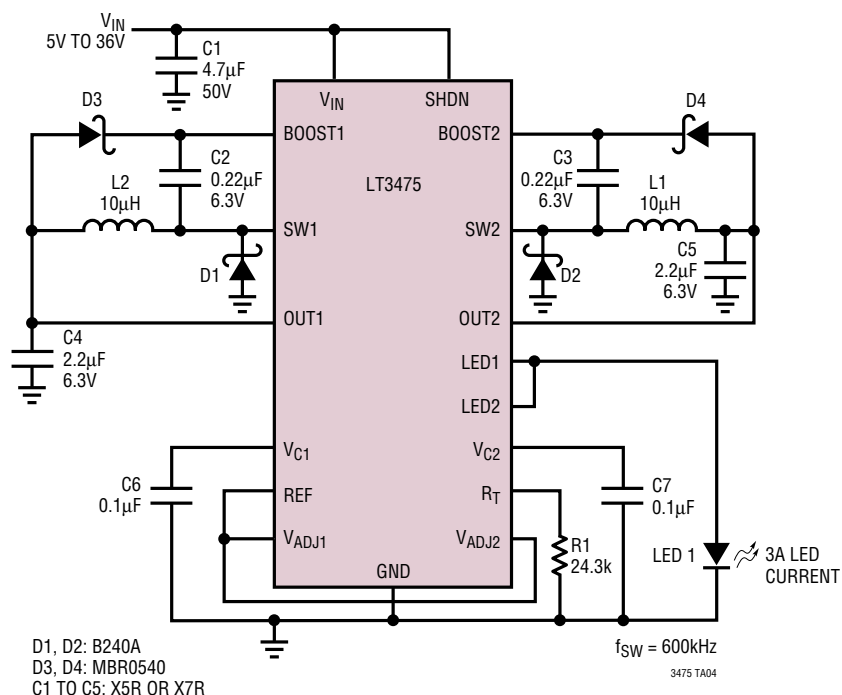 VIN
5V TO 36V
C1
4.7µF
50V
VIN
SHDN
D3
D4
BOOST1
BOOST2
C2
0.22µF
6.3V
C3
0.22µF
6.3V
LT3475
L2
10µH
L1
10µH
SW1
SW2
D1
D2
C5
2.2µF
6.3V
OUT1
OUT2
C4
2.2µF
6.3V
LED1
LED2
VC1
VC2
C6
0.1µF
C7
0.1µF
REF
RT
VADJ1
VADJ2
R1
24.3k
LED 1
3A LED
CURRENT
GND
D1, D2: B240A
D3, D4: MBR0540
C1 TO C5: X5R OR X7R
fSW = 600kHz
3475 TA04